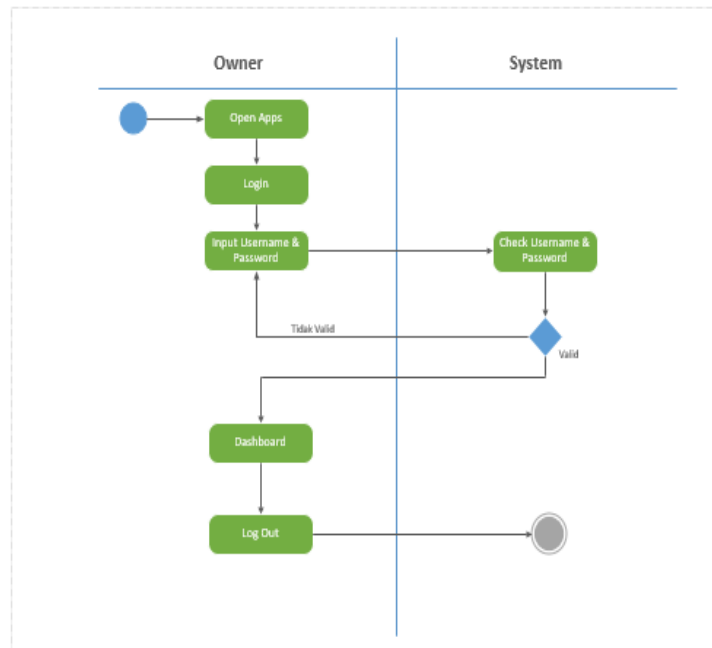 Owner
System
Open Apps
Login
Input Username &
Password
Check Username &
Password
Tidak Valid
Valid
Dashboard
Log Out